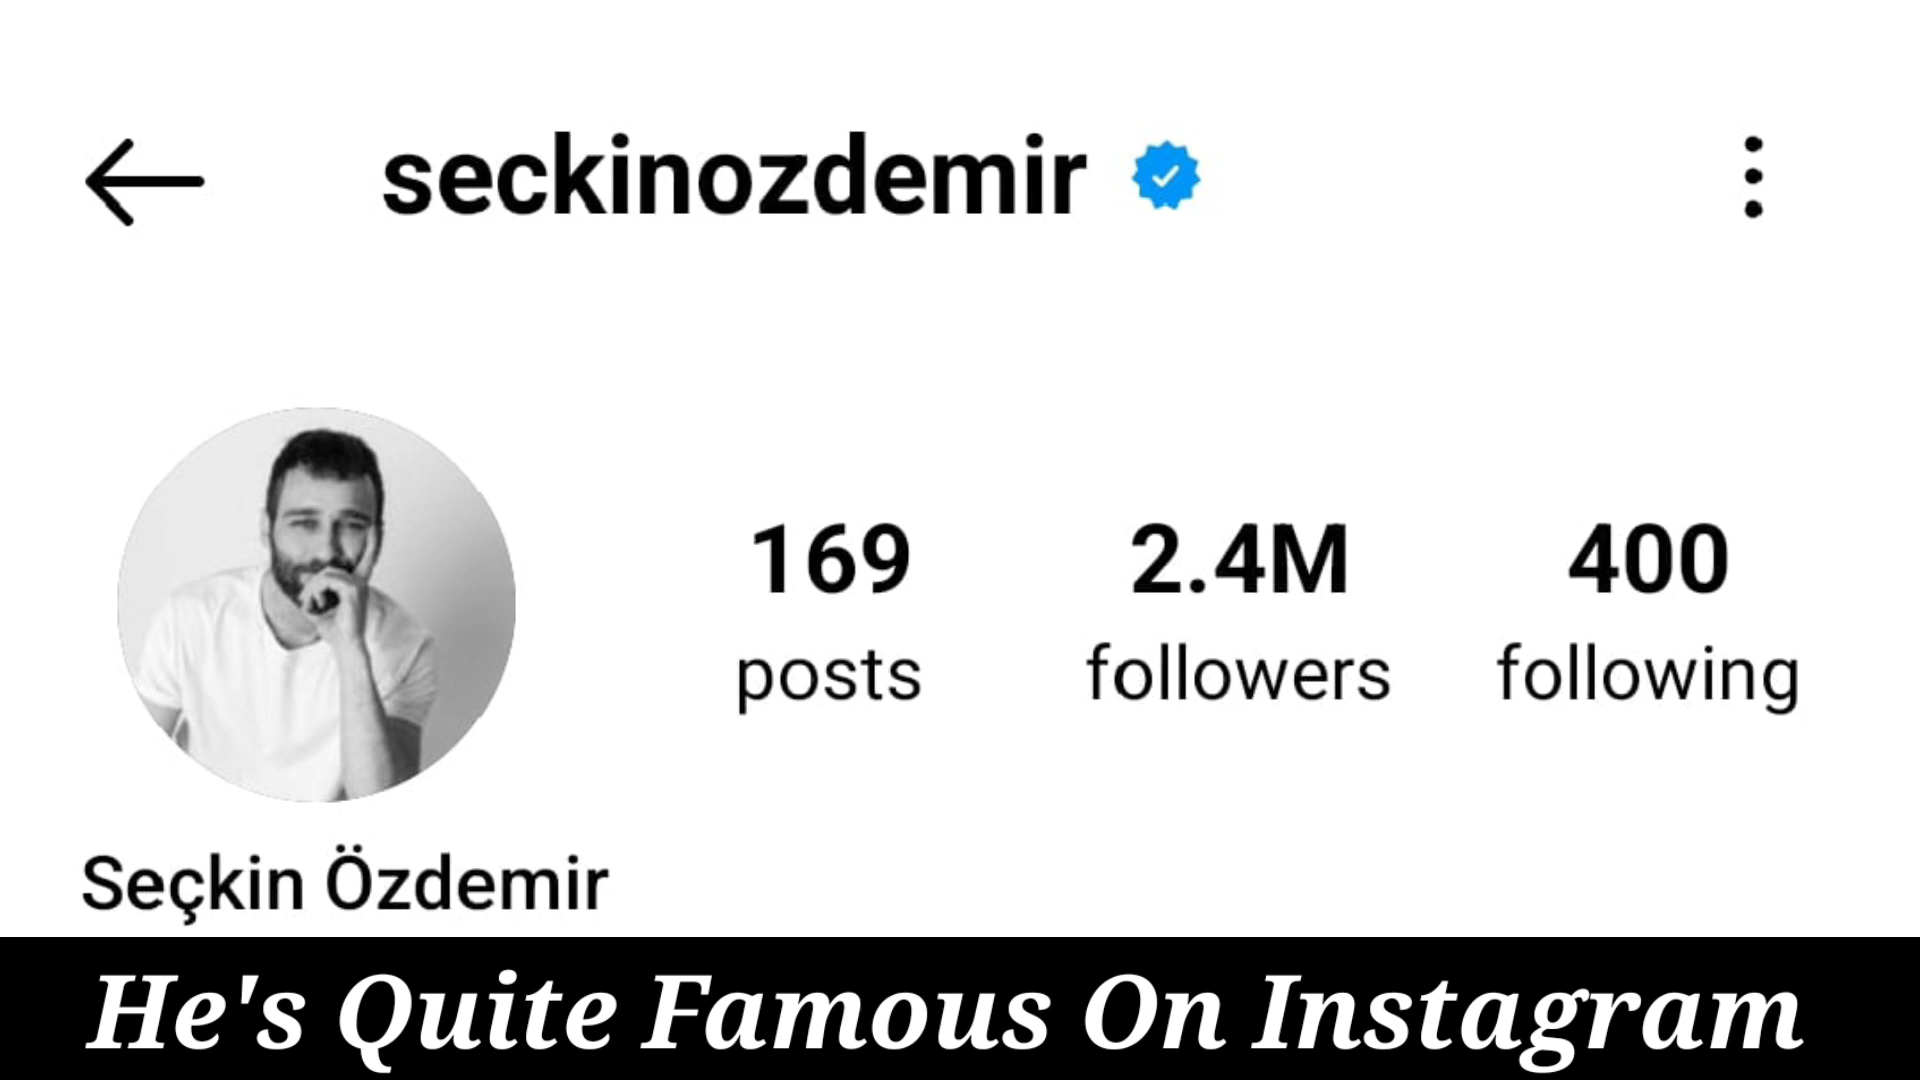 seckinozdemir
169 2.4M 400
posts followers following
Seçkin Özdemir
He's Quite Famous On Instagram